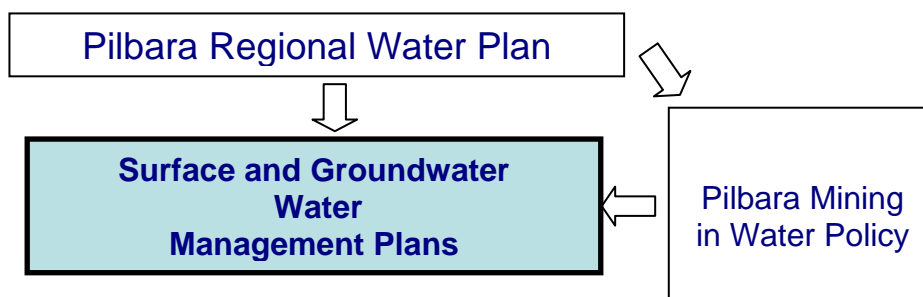 Pilbara Regional Water Plan
Surface and Groundwater
Water
Management Plans
Pilbara Mining
in Water Policy